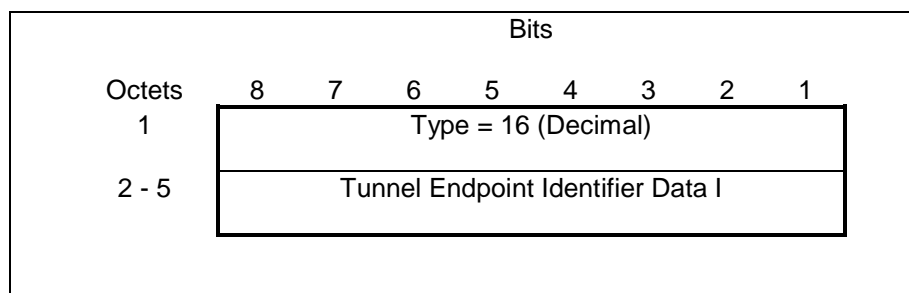 Bits
Octets 8 7 6 5 4 3 2 1
1 Type = 16 (Decimal)
2 - 5 Tunnel Endpoint Identifier Data I